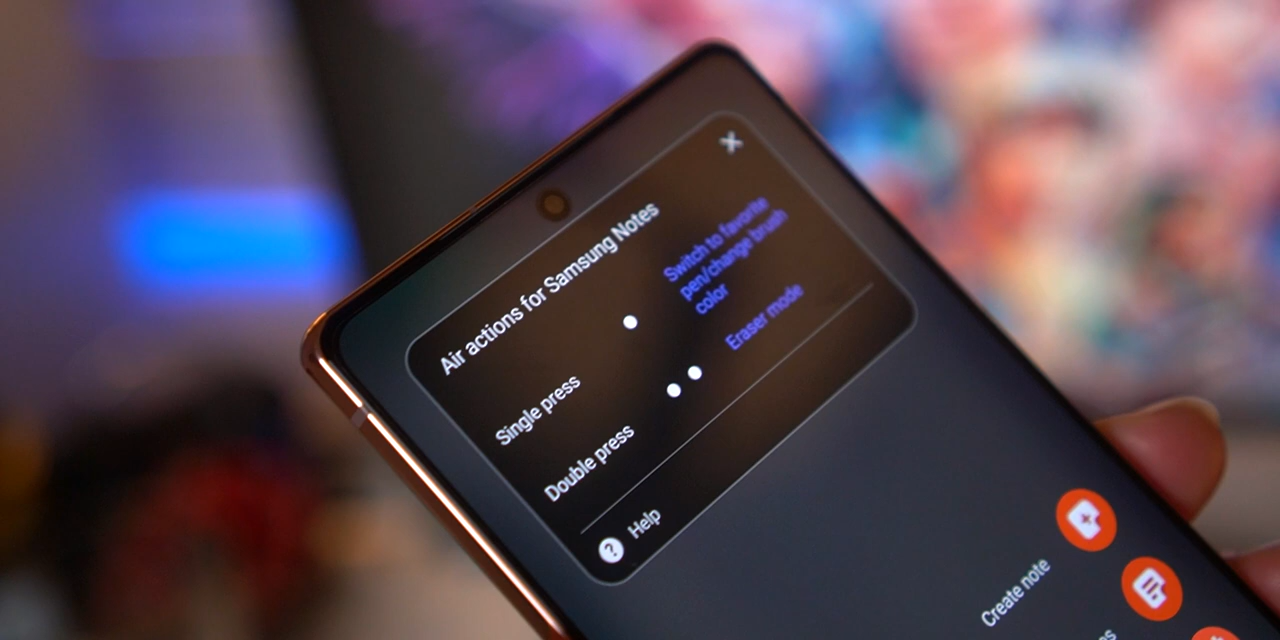 Air actions for Samsung Notes
Single press
Switch to favorite
pen/change brush
color
Double press
Eraser mode
? Help
Create note